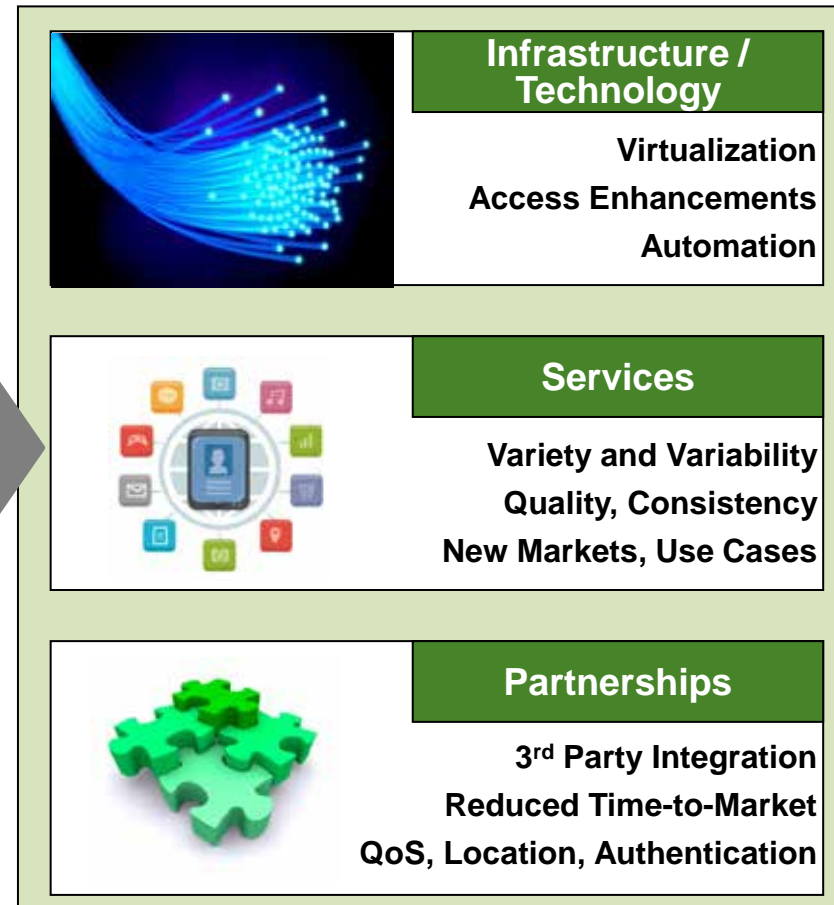 Infrastructure /
Technology
Virtualization
Access Enhancements
Automation
Services
Variety and Variability
Quality, Consistency
New Markets, Use Cases
Partnerships
3rd Party Integration
Reduced Time-to-Market
QoS, Location, Authentication